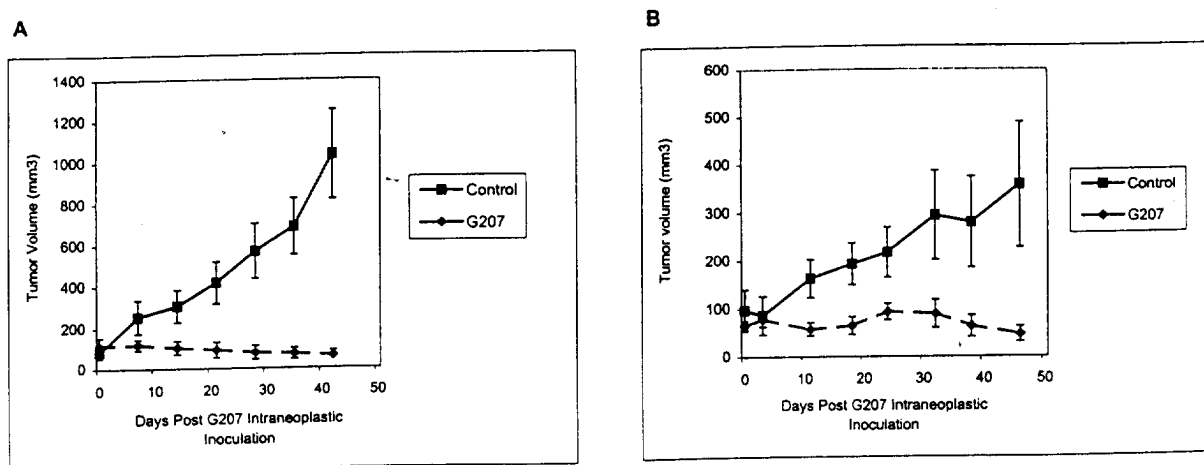 A
1400
1200
1000
800
600
400
200
0
Tumor Volume (mm3)
0 10 20 30 40 50
Days Post G207 Intraneoplastic
Inoculation
Control
G207
B
600
500
400
300
200
100
0
Tumor volume (mm3)
0 10 20 30 40 50
Days Post G207 Intraneoplastic
Inoculation
Control
G207